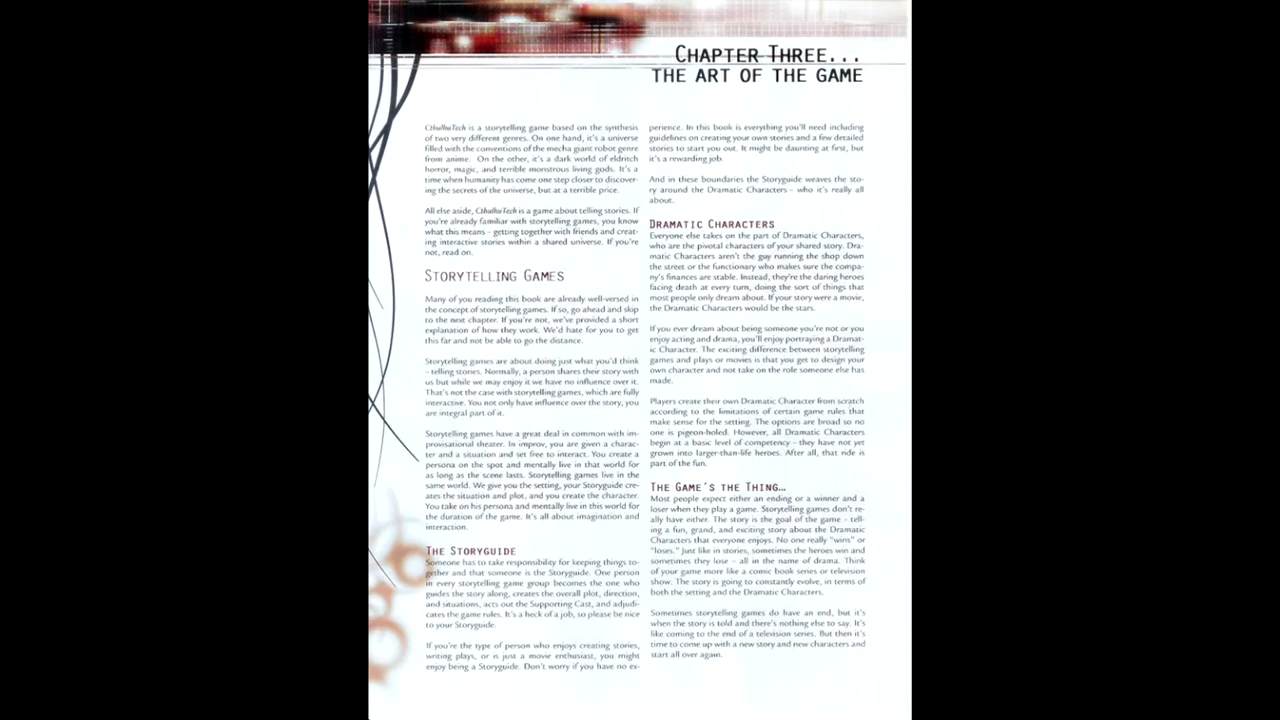 CHAPTER THREE...
THE ART OF THE GAME
CthulhuTech is a storytelling game based on the synthesis
of two very different genres. On one hand, it's a universe
filled with the conventions of the mecha giant robot genre
from anime. On the other, it's a dark world of eldritch
horror, magic, and terrible monstrous living gods. It's a
time when humanity has come one step closer to discover-
ing the secrets of the universe, but at a terrible price.
All else aside, CthulhuTech is a game about telling stories. If
you're already familiar with storytelling games, you know
what this means – getting together with friends and creat-
ing interactive stories within a shared universe. If you're
not, read on.
STORYTELLING GAMES
Many of you reading this book are already well-versed in
the concept of storytelling games. If so, go ahead and skip
to the next chapter. If you're not, we've provided a short
explanation of how they work. We'd hate for you to get
this far and not be able to go the distance.
Storytelling games are about doing just what you'd think
– telling stories. Normally, a person shares their story with
us but while we may enjoy it we have no influence over it.
That's not the case with storytelling games, which are fully
interactive. You not only have influence over the story, you
are integral part of it.
Storytelling games have a great deal in common with im-
provisational theater. In improv, you are given a charac-
ter and a situation and set free to interact. You create a
persona on the spot and mentally live in that world for
as long as the scene lasts. Storytelling games live in the
same world. We give you the setting, your Storyguide cre-
ates the situation and plot, and you create the character.
You take on his persona and mentally live in this world for
the duration of the game. It's all about imagination and
interaction.
THE STORYGUIDE
Someone has to take responsibility for keeping things to-
gether and that someone is the Storyguide. One person
in every storytelling game group becomes the one who
guides the story along, creates the overall plot, direction,
and situations, acts out the Supporting Cast, and adjudi-
cates the game rules. It's a heck of a job, so please be nice
to your Storyguide.
If you're the type of person who enjoys creating stories,
writing plays, or is just a movie enthusiast, you might
enjoy being a Storyguide. Don't worry if you have no ex-
perience. In this book is everything you'll need including
guidelines on creating your own stories and a few detailed
stories to start you out. It might be daunting at first, but
it's a rewarding job.
And in these boundaries the Storyguide weaves the sto-
ry around the Dramatic Characters – who it's really all
about.
DRAMATIC CHARACTERS
Everyone else takes on the part of Dramatic Characters,
who are the pivotal characters of your shared story. Dra-
matic Characters aren't the guy running the shop down
the street or the functionary who makes sure the compa-
ny's finances are stable. Instead, they're the daring heroes
facing death at every turn, doing the sort of things that
most people only dream about. If your story were a movie,
the Dramatic Characters would be the stars.
If you ever dream about being someone you're not or you
enjoy acting and drama, you'll enjoy portraying a Dramat-
ic Character. The exciting difference between storytelling
games and plays or movies is that you get to design your
own character and not take on the role someone else has
made.
Players create their own Dramatic Character from scratch
according to the limitations of certain game rules that
make sense for the setting. The options are broad so no
one is pigeon-holed. However, all Dramatic Characters
begin at a basic level of competency – they have not yet
grown into larger-than-life heroes. After all, that ride is
part of the fun.
THE GAME'S THE THING...
Most people expect either an ending or a winner and a
loser when they play a game. Storytelling games don't re-
ally have either. The story is the goal of the game – tell-
ing a fun, grand, and exciting story about the Dramatic
Characters that everyone enjoys. No one really "wins" or
"loses." Just like in stories, sometimes the heroes win and
sometimes they lose – all in the name of drama. Think
of your game more like a comic book series or television
show. The story is going to constantly evolve, in terms of
both the setting and the Dramatic Characters.
Sometimes storytelling games do have an end, but it's
when the story is told and there's nothing else to say. It's
like coming to the end of a television series. But then it's
time to come up with a new story and new characters and
start all over again.